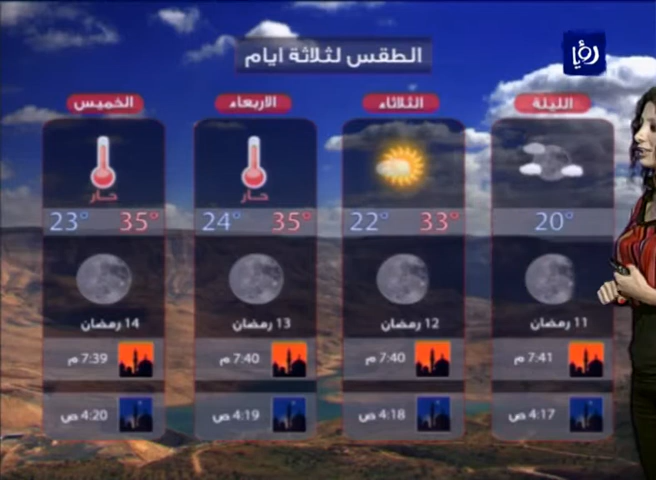 رؤيا
الطقس لثلاثة ايام
الليلة
20°
11 رمضان
7:41 م
4:17 ص
الثلاثاء
33° 22°
12 رمضان
7:40 م
4:18 ص
الاربعاء
حار
35° 24°
13 رمضان
7:40 م
4:19 ص
الخميس
حار
35° 23°
14 رمضان
7:39 م
4:20 ص